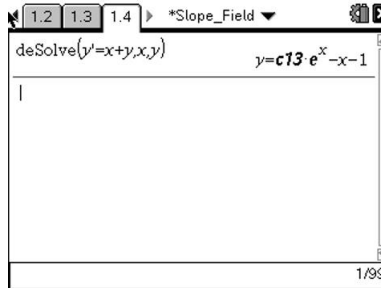 1.2 1.3 1.4 *Slope_Field
deSolve(y'=x+y,x,y)
y=c13·e^x−x−1
1/99